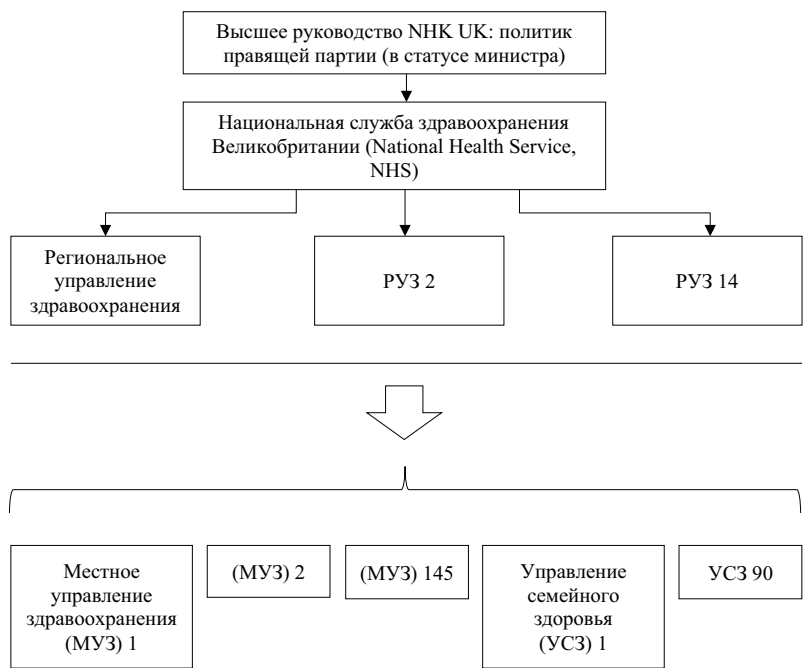 Высшее руководство NHK UK: политик
правящей партии (в статусе министра)
Национальная служба здравоохранения
Великобритании (National Health Service,
NHS)
Региональное
управление
здравоохранения
РУЗ 2
РУЗ 14
Местное
управление
здравоохранения
(МУЗ) 1
(МУЗ) 2
(МУЗ) 145
Управление
семейного
здоровья
(УСЗ) 1
УСЗ 90